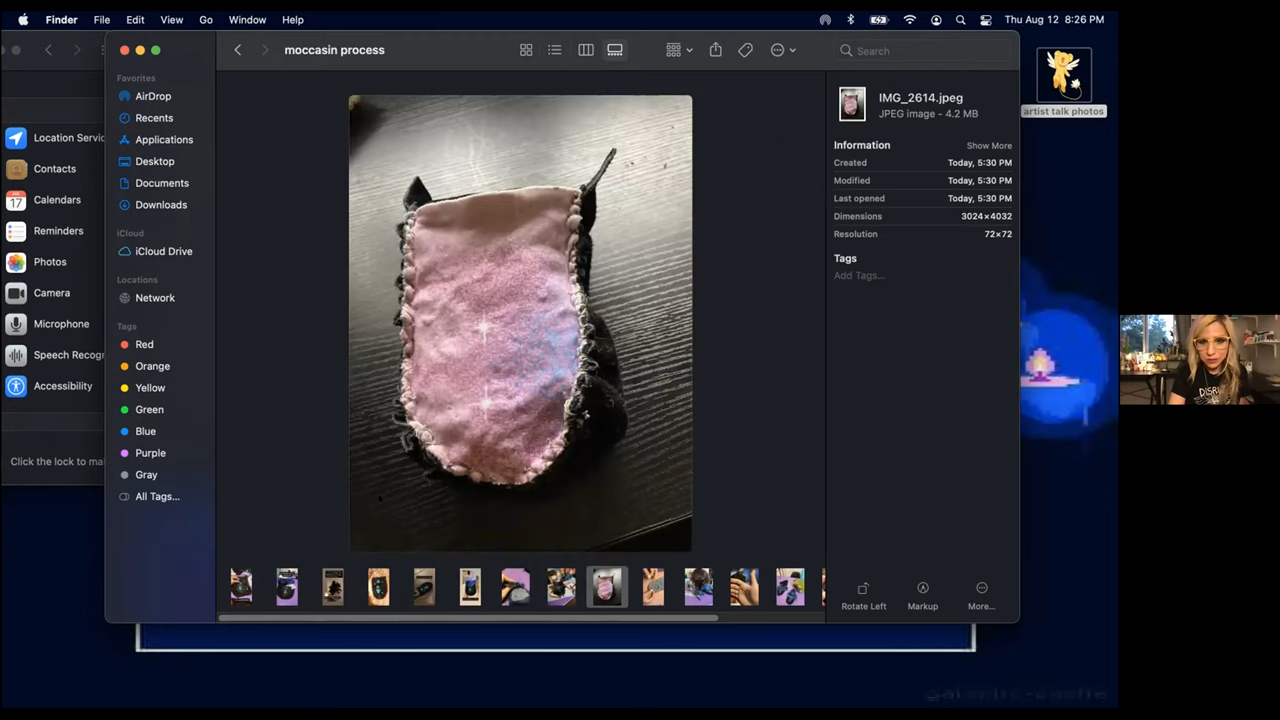 Finder File Edit View Go Window Help Thu Aug 12 8:26 PM
moccasin process
Search
Favorites
AirDrop
Recents
Applications
Desktop
Documents
Downloads
iCloud
iCloud Drive
Locations
Network
Tags
Red
Orange
Yellow
Green
Blue
Purple
Gray
All Tags...
Location Servic
Contacts
Calendars
Reminders
Photos
Camera
Microphone
Speech Recog
Accessibility
Click the lock to ma
IMG_2614.jpeg
JPEG image - 4.2 MB
Information Show More
Created Today, 5:30 PM
Modified Today, 5:30 PM
Last opened Today, 5:30 PM
Dimensions 3024×4032
Resolution 72×72
Tags
Add Tags...
Rotate Left Markup More...
artist talk photos
JUL
17